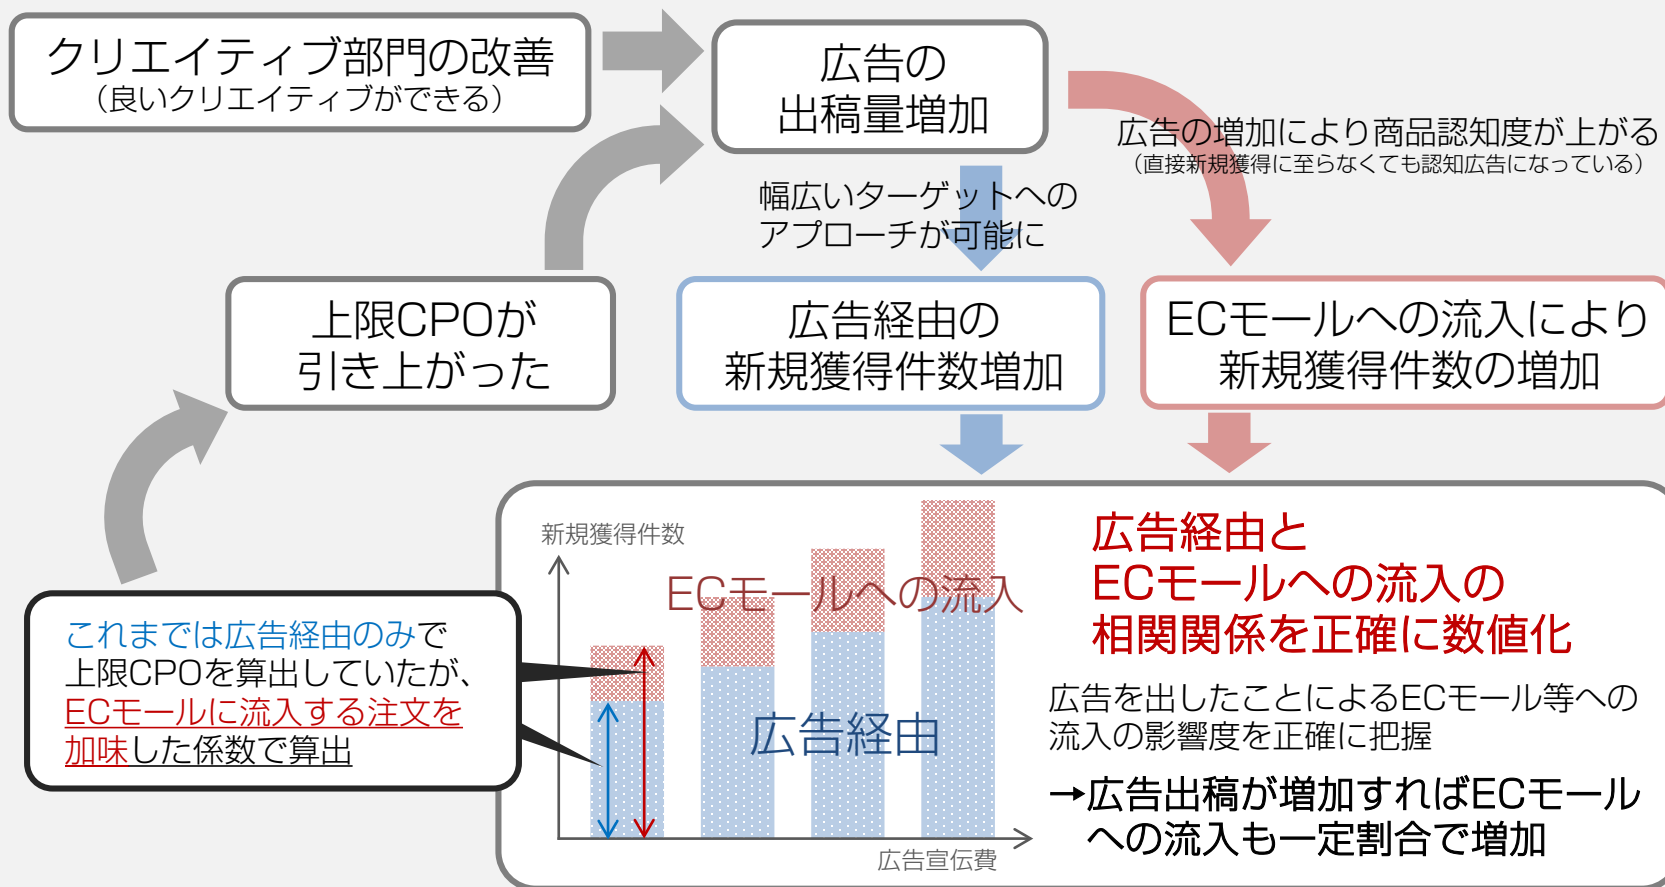 クリエイティブ部門の改善
（良いクリエイティブができる）
広告の
出稿量増加
広告の増加により商品認知度が上がる
（直接新規獲得に至らなくても認知広告になっている）
幅広いターゲットへの
アプローチが可能に
上限CPOが
引き上がった
広告経由の
新規獲得件数増加
ECモールへの流入により
新規獲得件数の増加
これまでは広告経由のみで
上限CPOを算出していたが、
ECモールに流入する注文を
加味した係数で算出
新規獲得件数
ECモールへの流入
広告経由
広告宣伝費
広告経由と
ECモールへの流入の
相関関係を正確に数値化
広告を出したことによるECモール等への
流入の影響度を正確に把握
→広告出稿が増加すればECモール
への流入も一定割合で増加